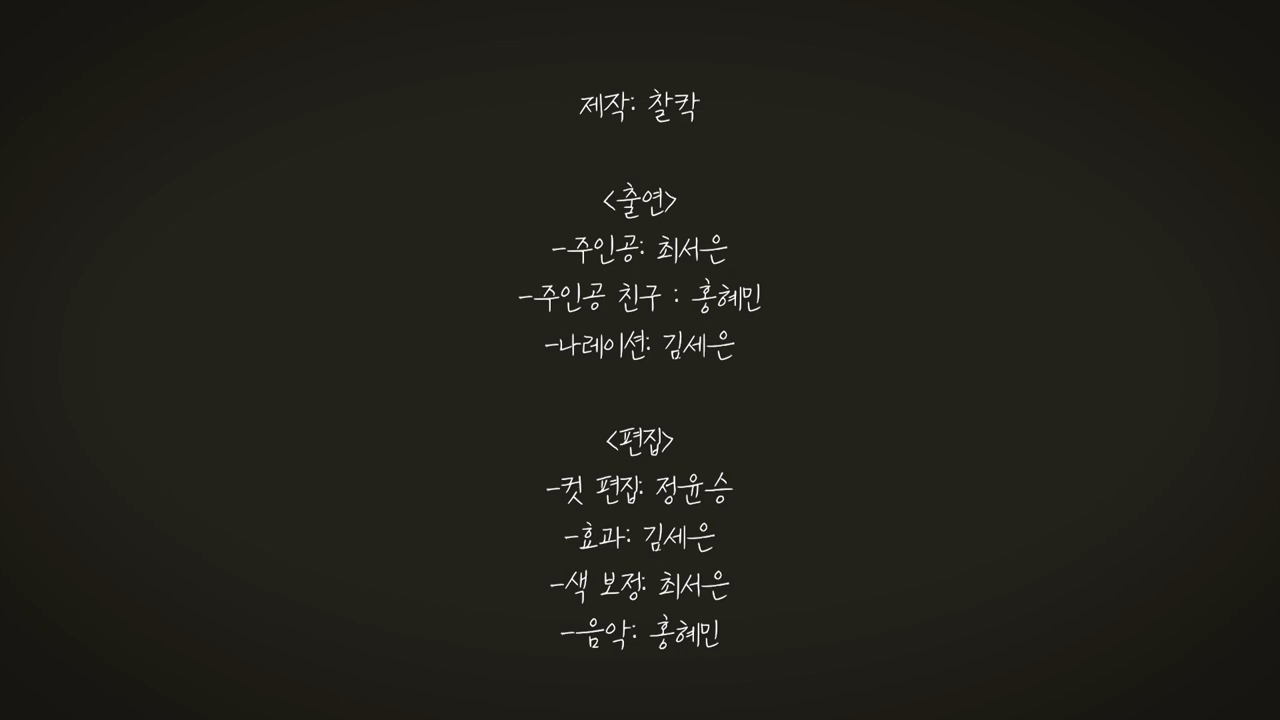 제작: 찰칵
<출연>
-주인공: 최서은
-주인공 친구 : 홍혜민
-나레이션: 김세은
<편집>
-컷 편집: 정윤승
-효과: 김세은
-색 보정: 최서은
-음악: 홍혜민